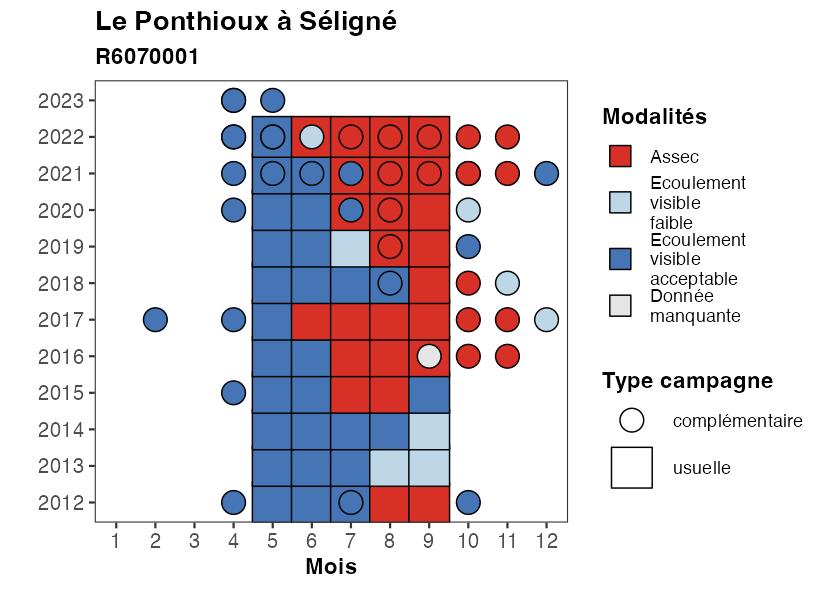 Le Ponthioux à Séligné
R6070001
2023
2022
2021
2020
2019
2018
2017
2016
2015
2014
2013
2012
1 2 3 4 5 6 7 8 9 10 11 12
Mois
Modalités
Assec
Ecoulement
visible
faible
Ecoulement
visible
acceptable
Donnée
manquante
Type campagne
complémentaire
usuelle